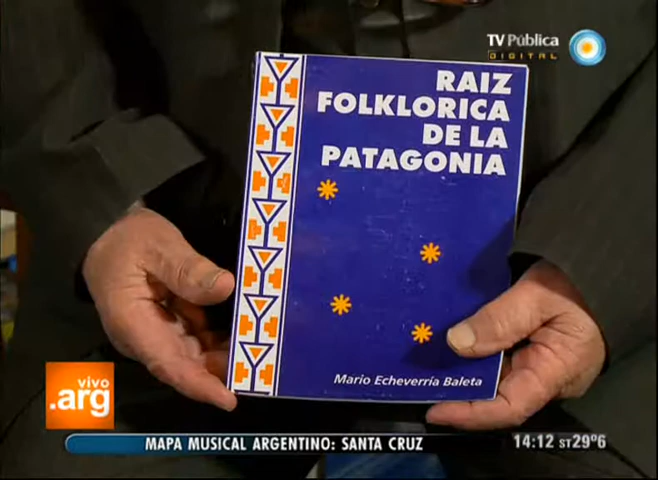 TV Pública
DIGITAL
RAIZ
FOLKLORICA
DE LA
PATAGONIA
Mario Echeverría Baleta
vivo
.arg
MAPA MUSICAL ARGENTINO: SANTA CRUZ
14:12 ST29º6